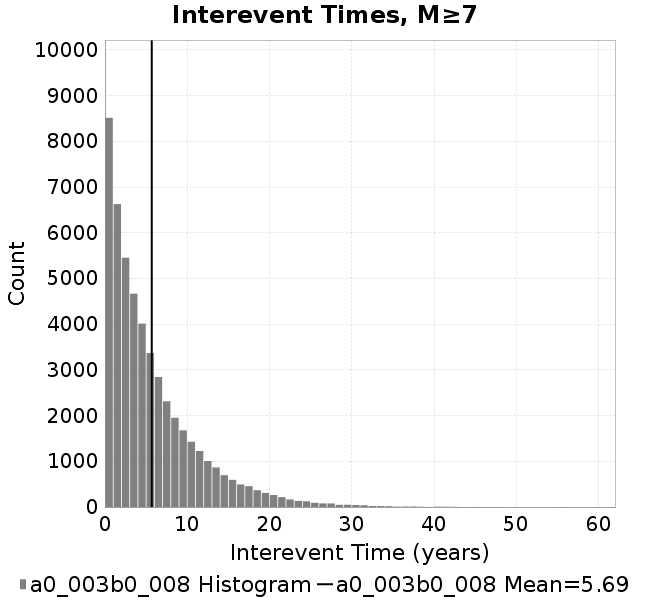 Interevent Times, M≥7
10000
9000
8000
7000
6000
5000
4000
3000
2000
1000
0
Count
0 10 20 30 40 50 60
Interevent Time (years)
a0_003b0_008 Histogram a0_003b0_008 Mean=5.69